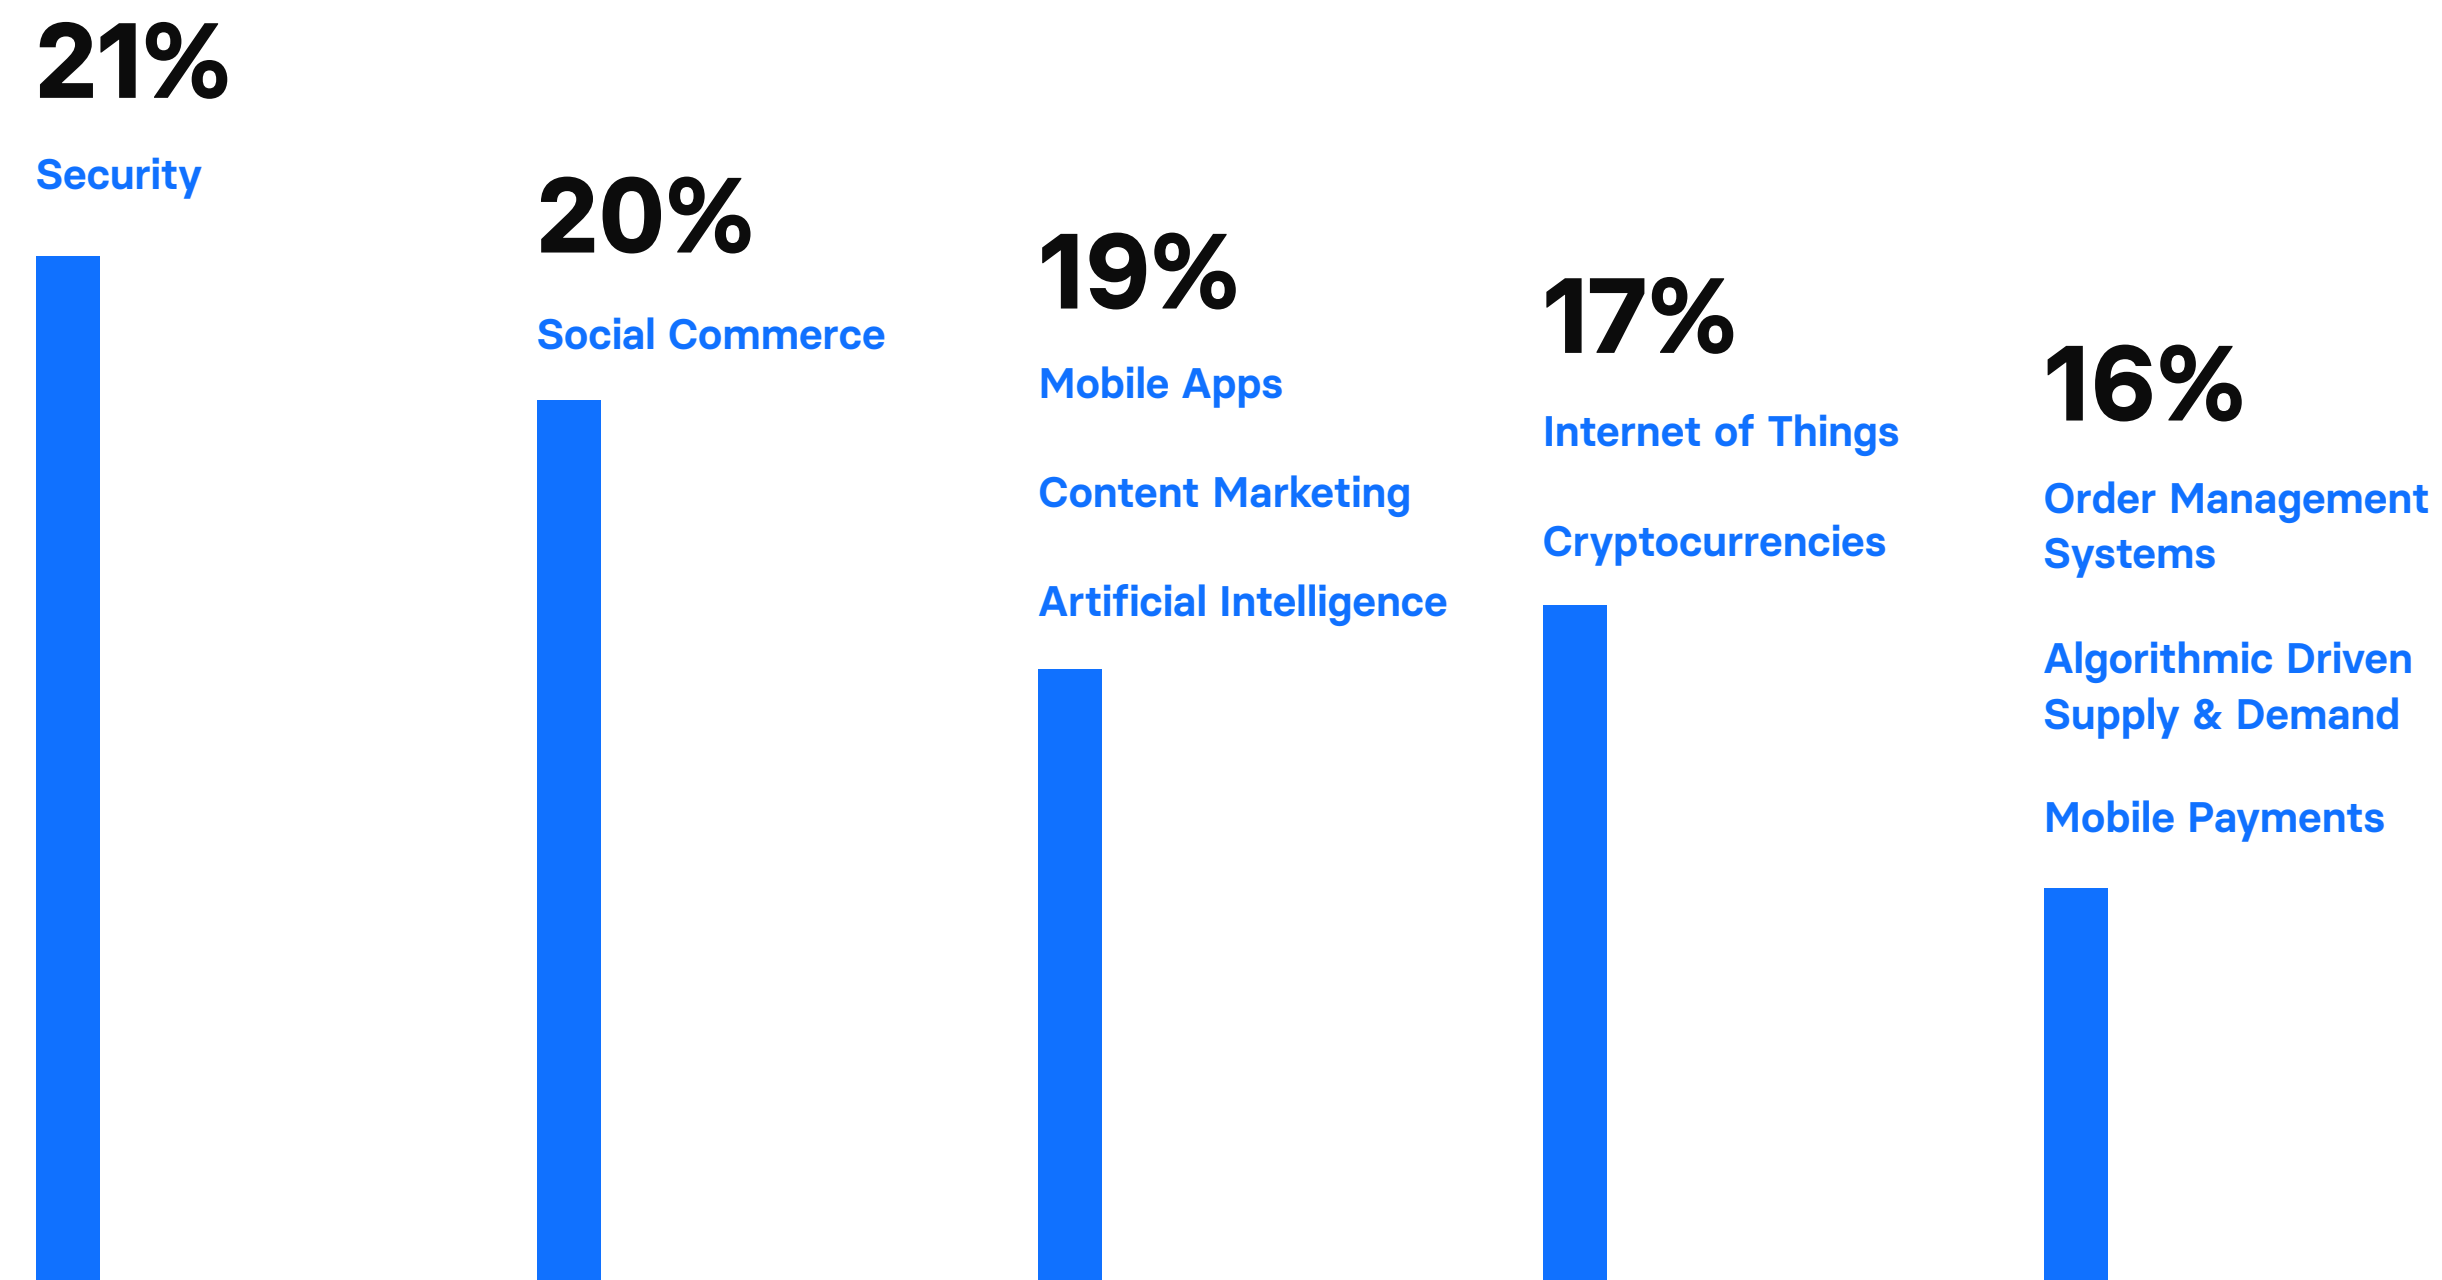 21%
Security
20%
Social Commerce
19%
Mobile Apps
Content Marketing
Artificial Intelligence
17%
Internet of Things
Cryptocurrencies
16%
Order Management
Systems
Algorithmic Driven
Supply & Demand
Mobile Payments